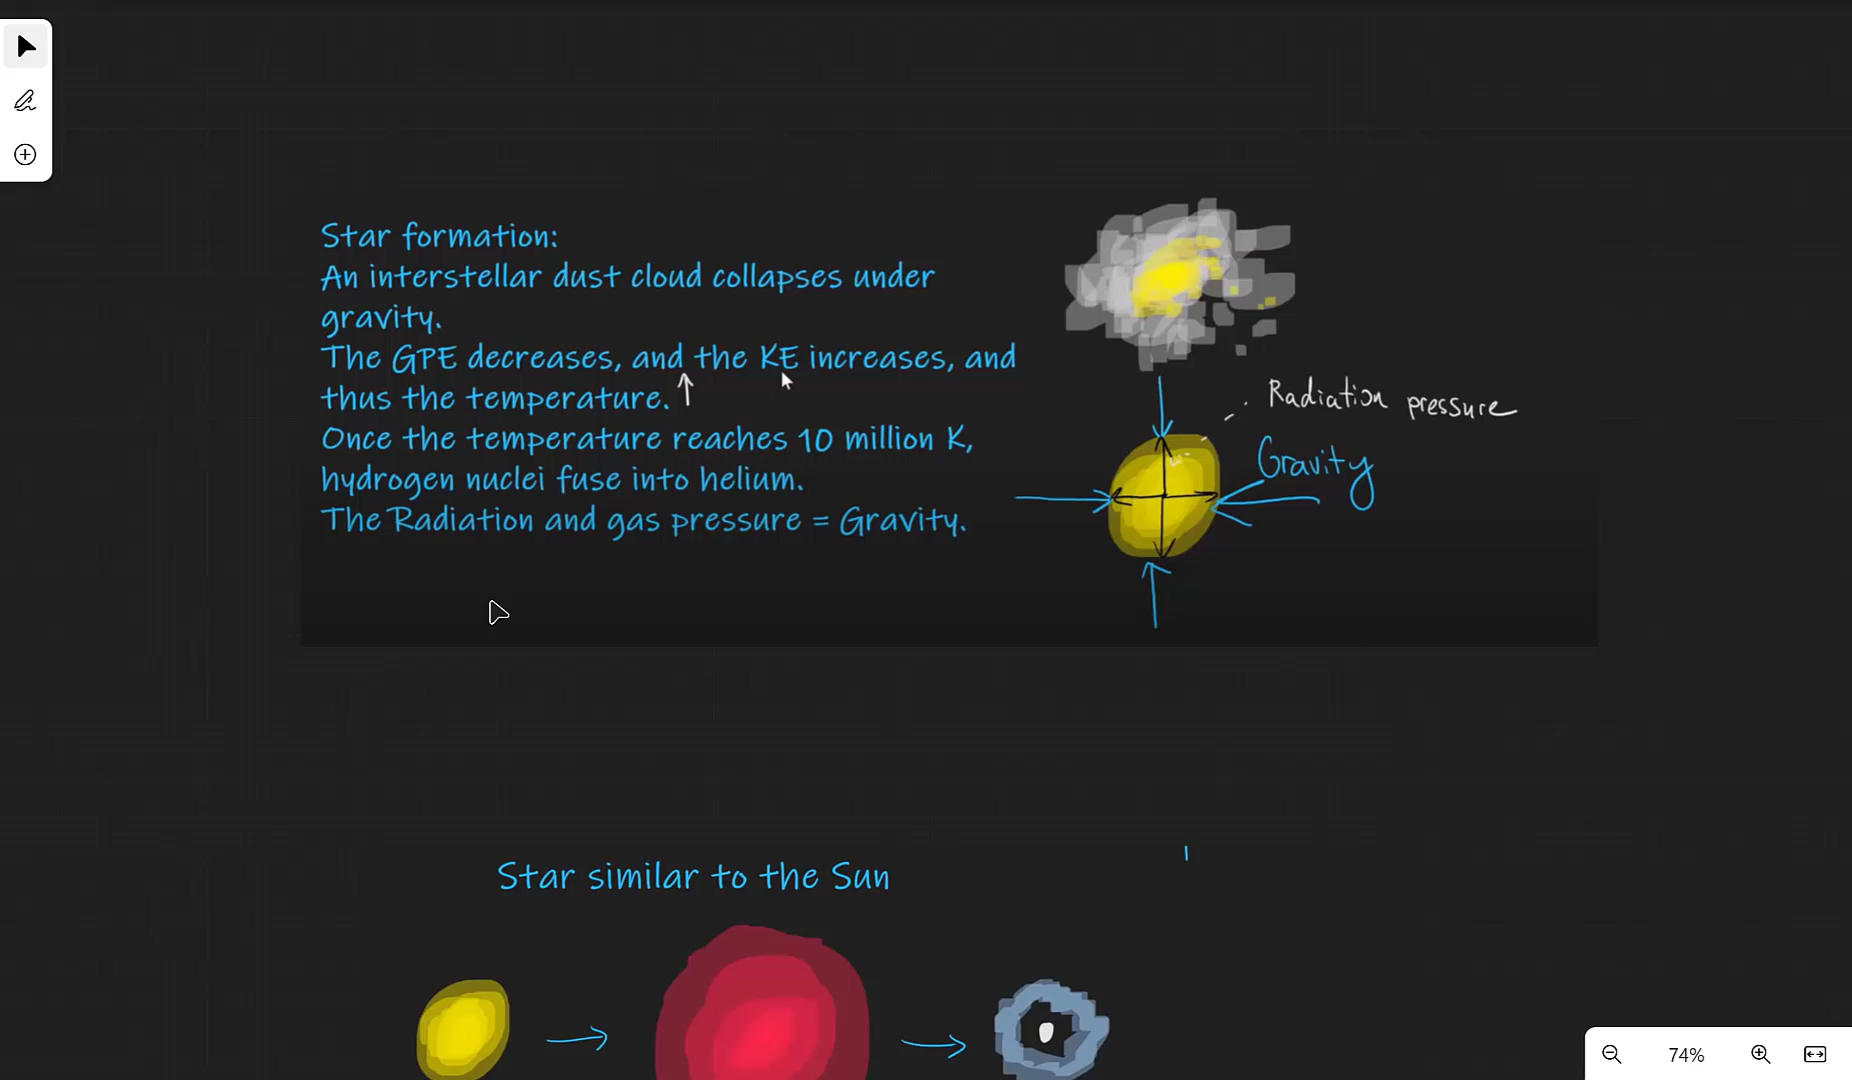 Star formation:
An interstellar dust cloud collapses under
gravity.
The GPE decreases, and the KE increases, and
thus the temperature. ↑
Once the temperature reaches 10 million K,
hydrogen nuclei fuse into helium.
The Radiation and gas pressure = Gravity.
Radiation pressure
Gravity
Star similar to the Sun
74%